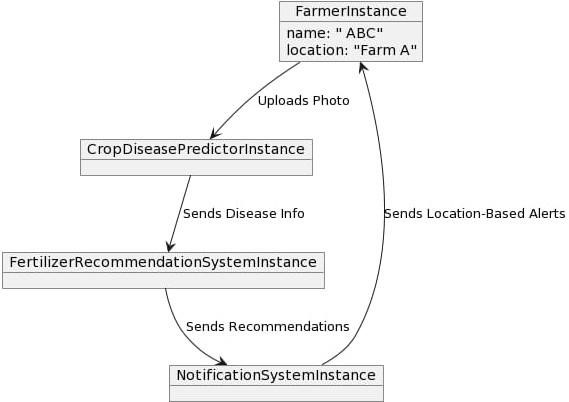 FarmerInstance
name: " ABC"
location: "Farm A"
Uploads Photo
CropDiseasePredictorInstance
Sends Disease Info
Sends Location-Based Alerts
FertilizerRecommendationSystemInstance
Sends Recommendations
NotificationSystemInstance